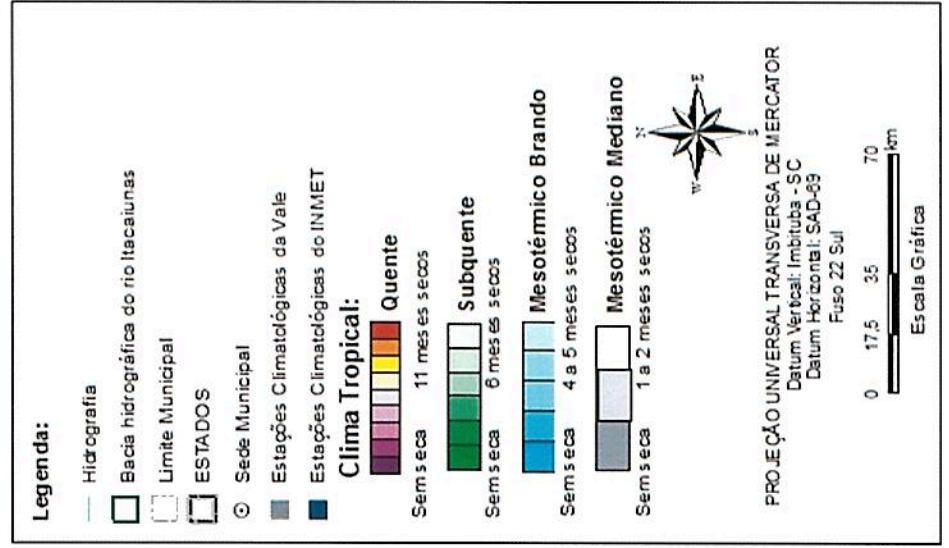 Legenda:
Hidrografia
Bacia hidrográfica do rio Itacaiunas
Limite Municipal
ESTADOS
Sede Municipal
Estações Climatológicas da Vale
Estações Climatológicas do INMET
Clima Tropical:
Quente
Sem seca 11 meses secos
Subquente
Sem seca 6 meses secos
Mesotérmico Brando
Sem seca 4 a 5 meses secos
Mesotérmico Mediano
Sem seca 1 a 2 meses secos
N
W E
S
PROJEÇÃO UNIVERSAL TRANSVERSA DE MERCATOR
Datum Vertical: Imbituba - SC
Datum Horizontal: SAD-69
Fuso 22 Sul
0 17,5 35 70
km
Escala Gráfica